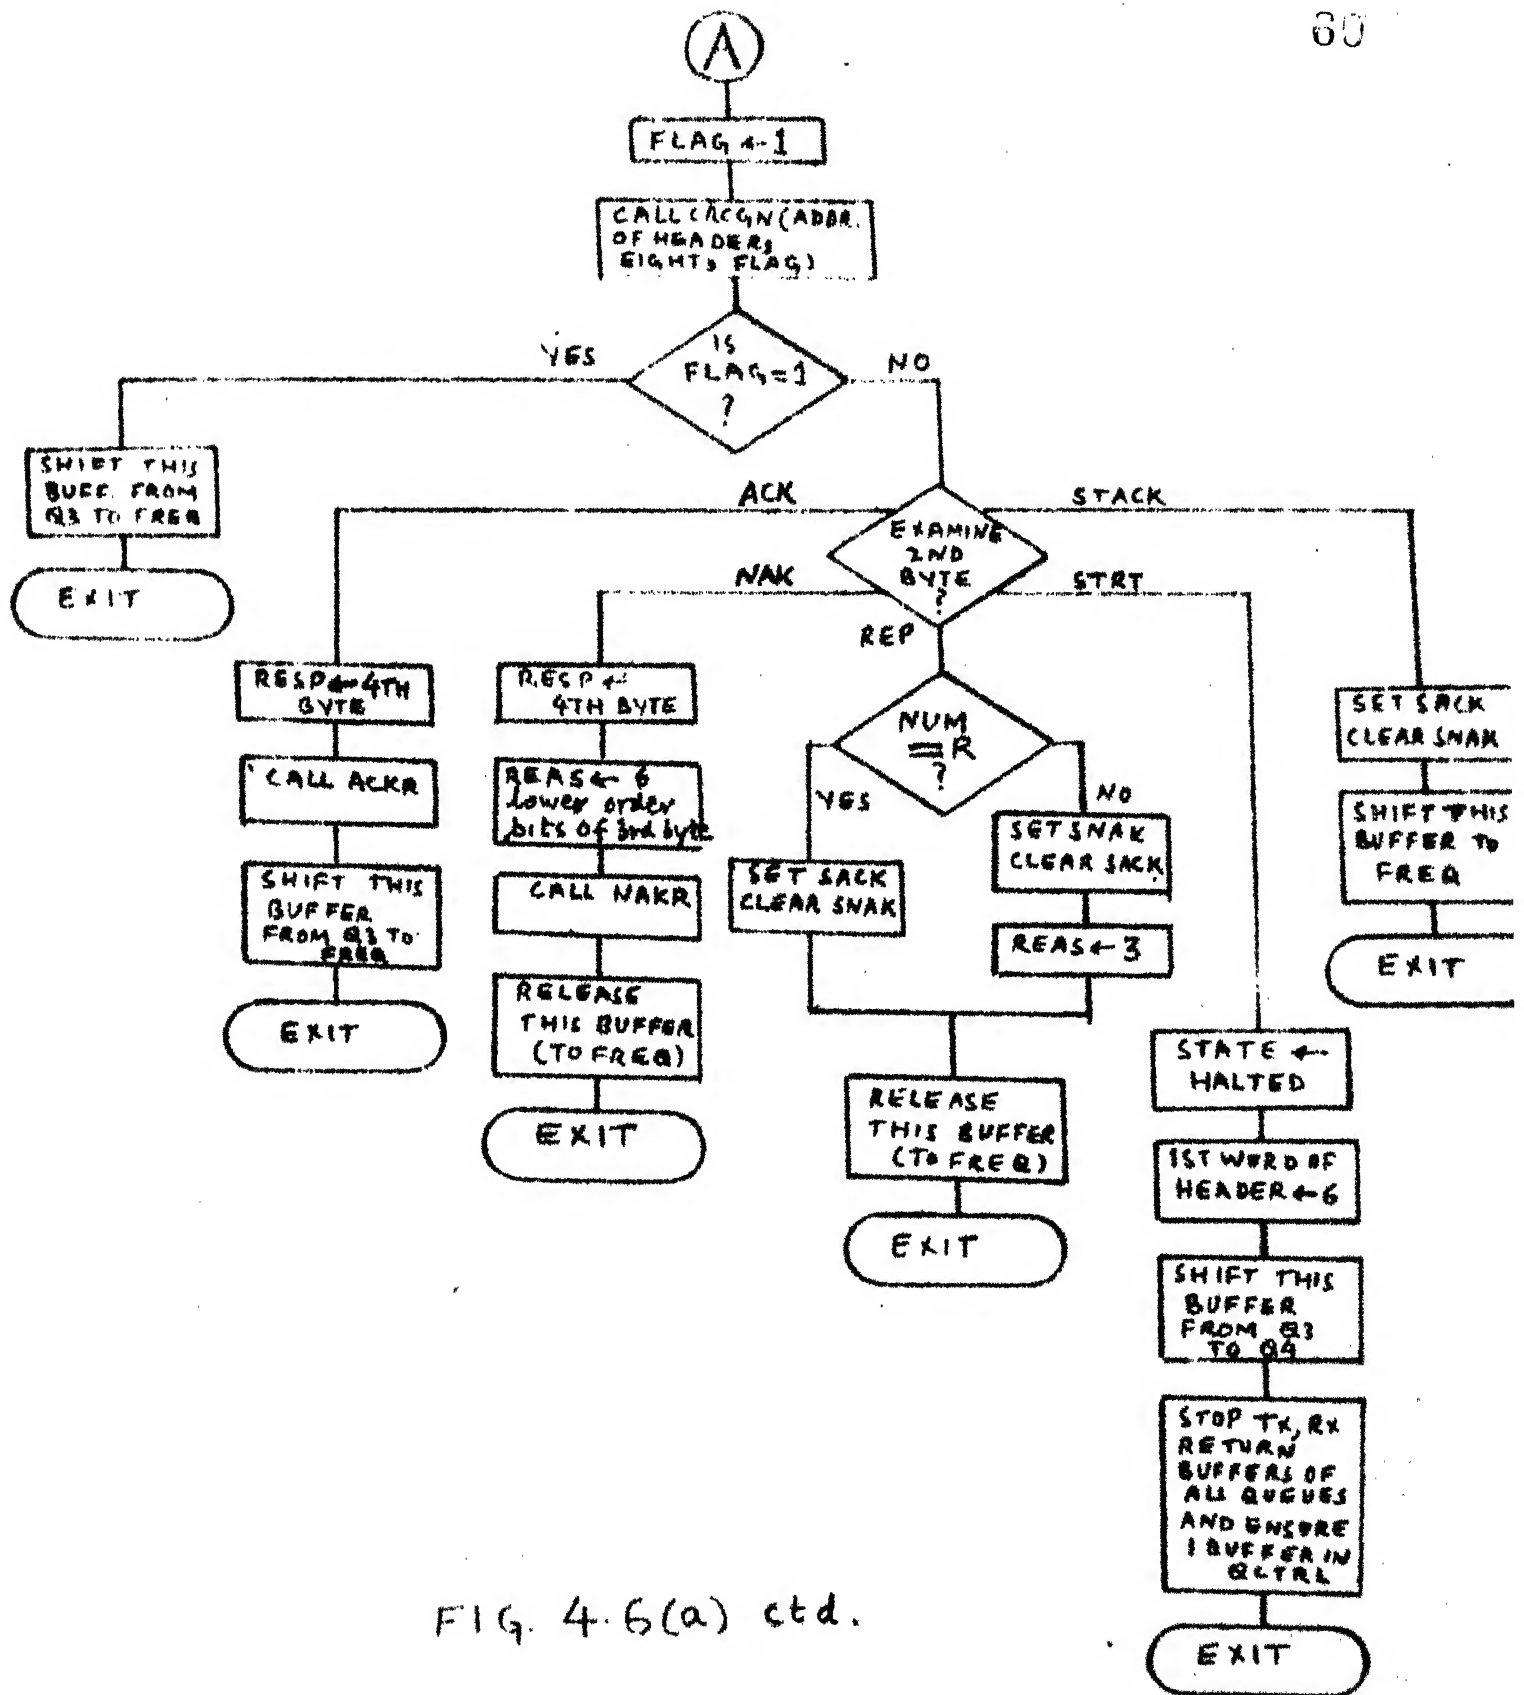 60
A
FLAG ← 1
CALL CRCGN (ADDR.
OF HEADER,
EIGHT, FLAG)
IS
FLAG = 1
?
YES
NO
SHIFT THIS
BUFF. FROM
Q3 TO FREQ
EXIT
EXAMINE
2ND
BYTE
?
ACK
STACK
NAK
STRT
REP
RESP ← 4TH
BYTE
CALL ACKR
SHIFT THIS
BUFFER
FROM Q3 TO
FREQ
EXIT
RESP ←
4TH BYTE
REAS ← 6
lower order
bits of 3rd byte
CALL NAKR
RELEASE
THIS BUFFER
(TO FREQ)
EXIT
NUM
= R
?
YES
NO
SET SACK
CLEAR SNAK
SET SNAK
CLEAR SACK
REAS ← 3
RELEASE
THIS BUFFER
(TO FREQ)
EXIT
STATE ←
HALTED
1ST WORD OF
HEADER ← 6
SHIFT THIS
BUFFER
FROM Q3
TO Q4
STOP TX, RX
RETURN
BUFFERS OF
ALL QUEUES
AND ENSURE
1 BUFFER IN
QCTRL
EXIT
SET SACK
CLEAR SNAK
SHIFT THIS
BUFFER TO
FREQ
EXIT
FIG. 4.6(a) ctd.